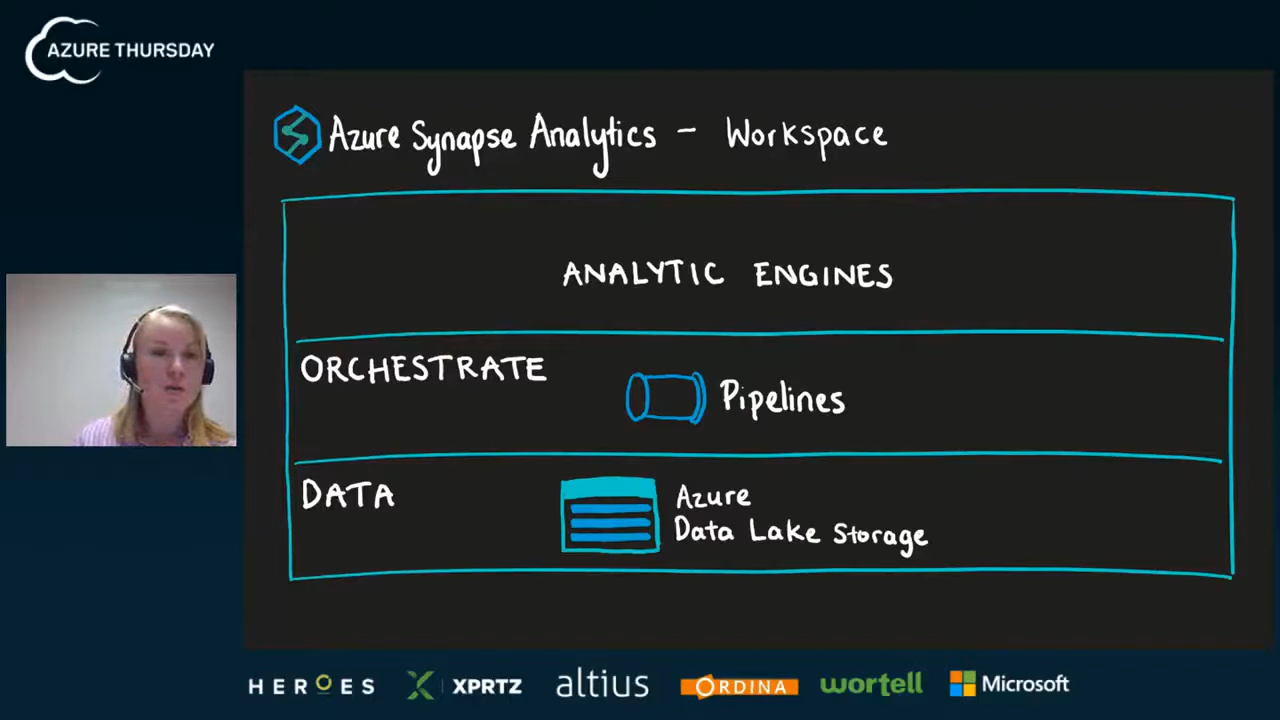 AZURE THURSDAY
Azure Synapse Analytics - Workspace
ANALYTIC ENGINES
ORCHESTRATE
Pipelines
DATA
Azure
Data Lake Storage
HEROES
XPRTZ
altius
ORDINA
wortell
Microsoft